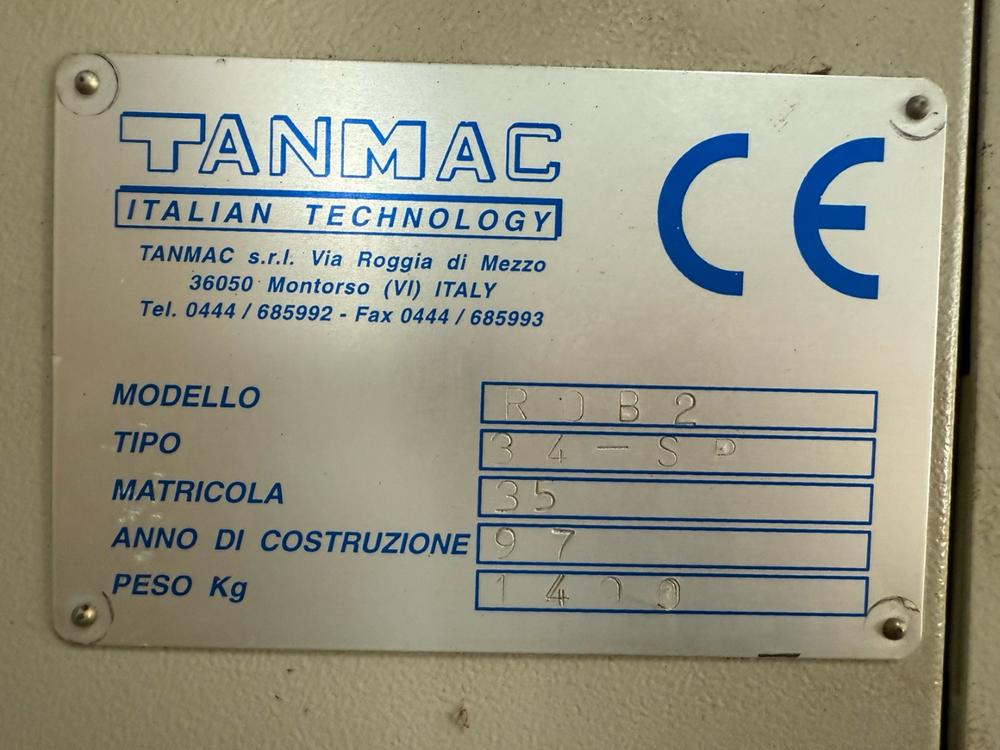 TANMAC
ITALIAN TECHNOLOGY
TANMAC s.r.l. Via Roggia di Mezzo
36050 Montorso (VI) ITALY
Tel. 0444 / 685992 - Fax 0444 / 685993
CE
MODELLO ROB2
TIPO 34-SP
MATRICOLA 35
ANNO DI COSTRUZIONE 97
PESO Kg 1400